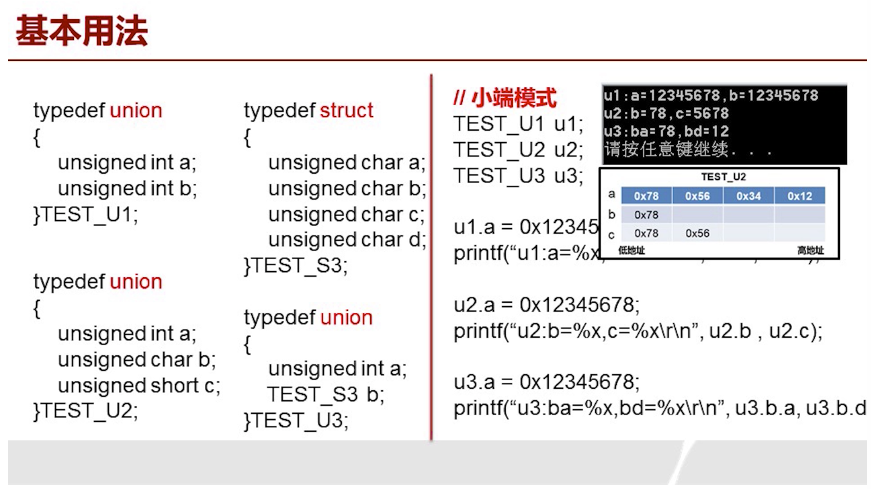 基本用法
typedef union
{
unsigned int a;
unsigned int b;
}TEST_U1;
typedef union
{
unsigned int a;
unsigned char b;
unsigned short c;
}TEST_U2;
typedef struct
{
unsigned char a;
unsigned char b;
unsigned char c;
unsigned char d;
}TEST_S3;
typedef union
{
unsigned int a;
TEST_S3 b;
}TEST_U3;
// 小端模式
TEST_U1 u1;
TEST_U2 u2;
TEST_U3 u3;
u1.a = 0x12345
printf(“u1:a=%x,
u2.a = 0x12345678;
printf(“u2:b=%x,c=%x\r\n”, u2.b , u2.c);
u3.a = 0x12345678;
printf(“u3:ba=%x,bd=%x\r\n”, u3.b.a, u3.b.d
u1:a=12345678,b=12345678
u2:b=78,c=5678
u3:ba=78,bd=12
请按任意键继续. . .
TEST_U2
a 0x78 0x56 0x34 0x12
b 0x78
c 0x78 0x56
低地址 高地址